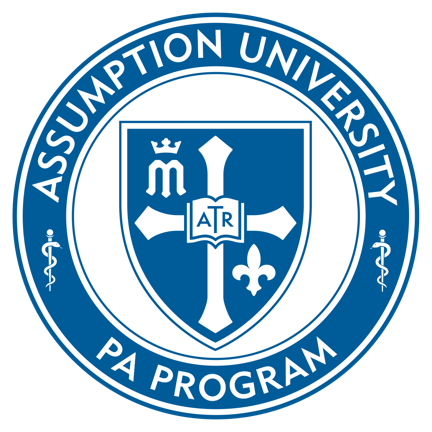 ASSUMPTION UNIVERSITY
m
ATR
PA PROGRAM